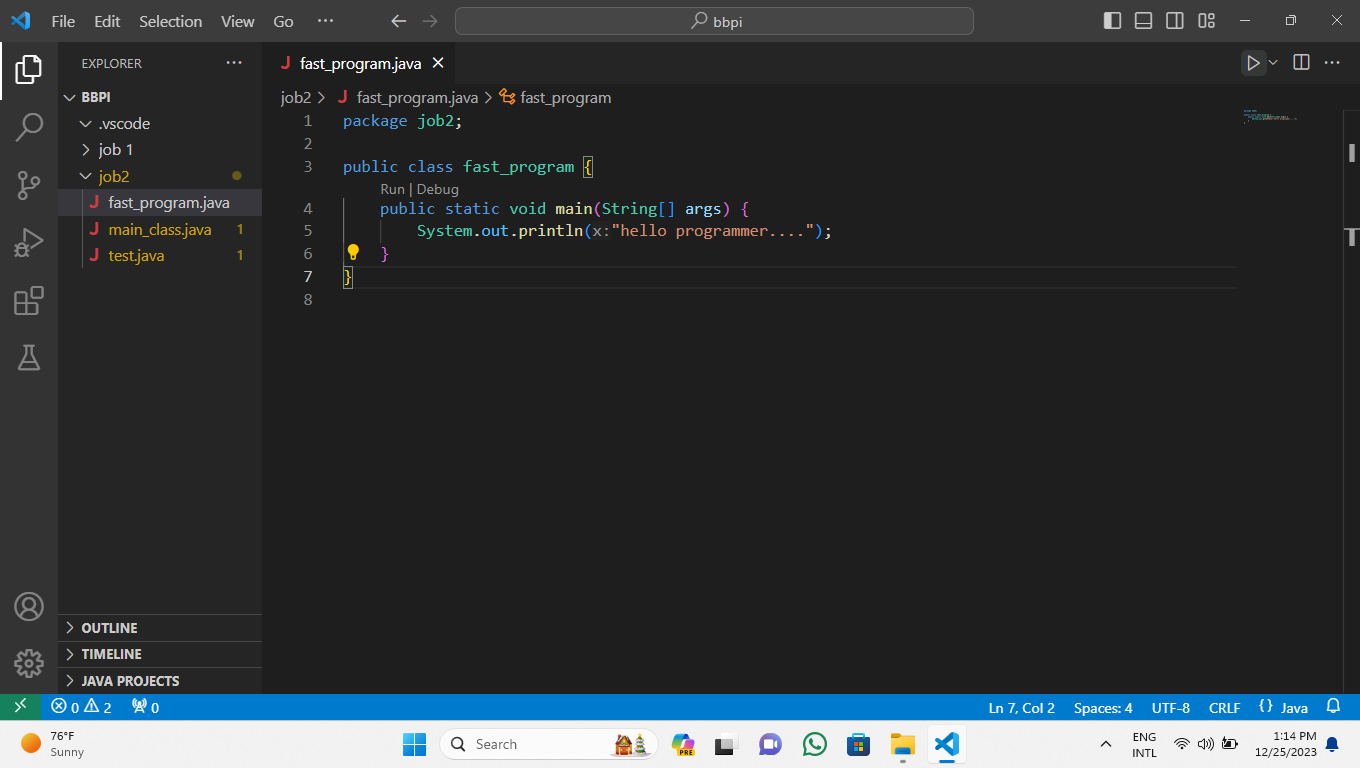 File Edit Selection View Go ··· bbpi
EXPLORER ···
BBPI
.vscode
job 1
job2
fast_program.java
main_class.java 1
test.java 1
OUTLINE
TIMELINE
JAVA PROJECTS
fast_program.java
job2 > fast_program.java > fast_program
1 package job2;
2
3 public class fast_program {
Run | Debug
4 public static void main(String[] args) {
5 System.out.println(x:"hello programmer....");
6 }
7 }
8
0 2 0 Ln 7, Col 2 Spaces: 4 UTF-8 CRLF {} Java
76°F
Sunny
Search
PRE
ENG
INTL
1:14 PM
12/25/2023